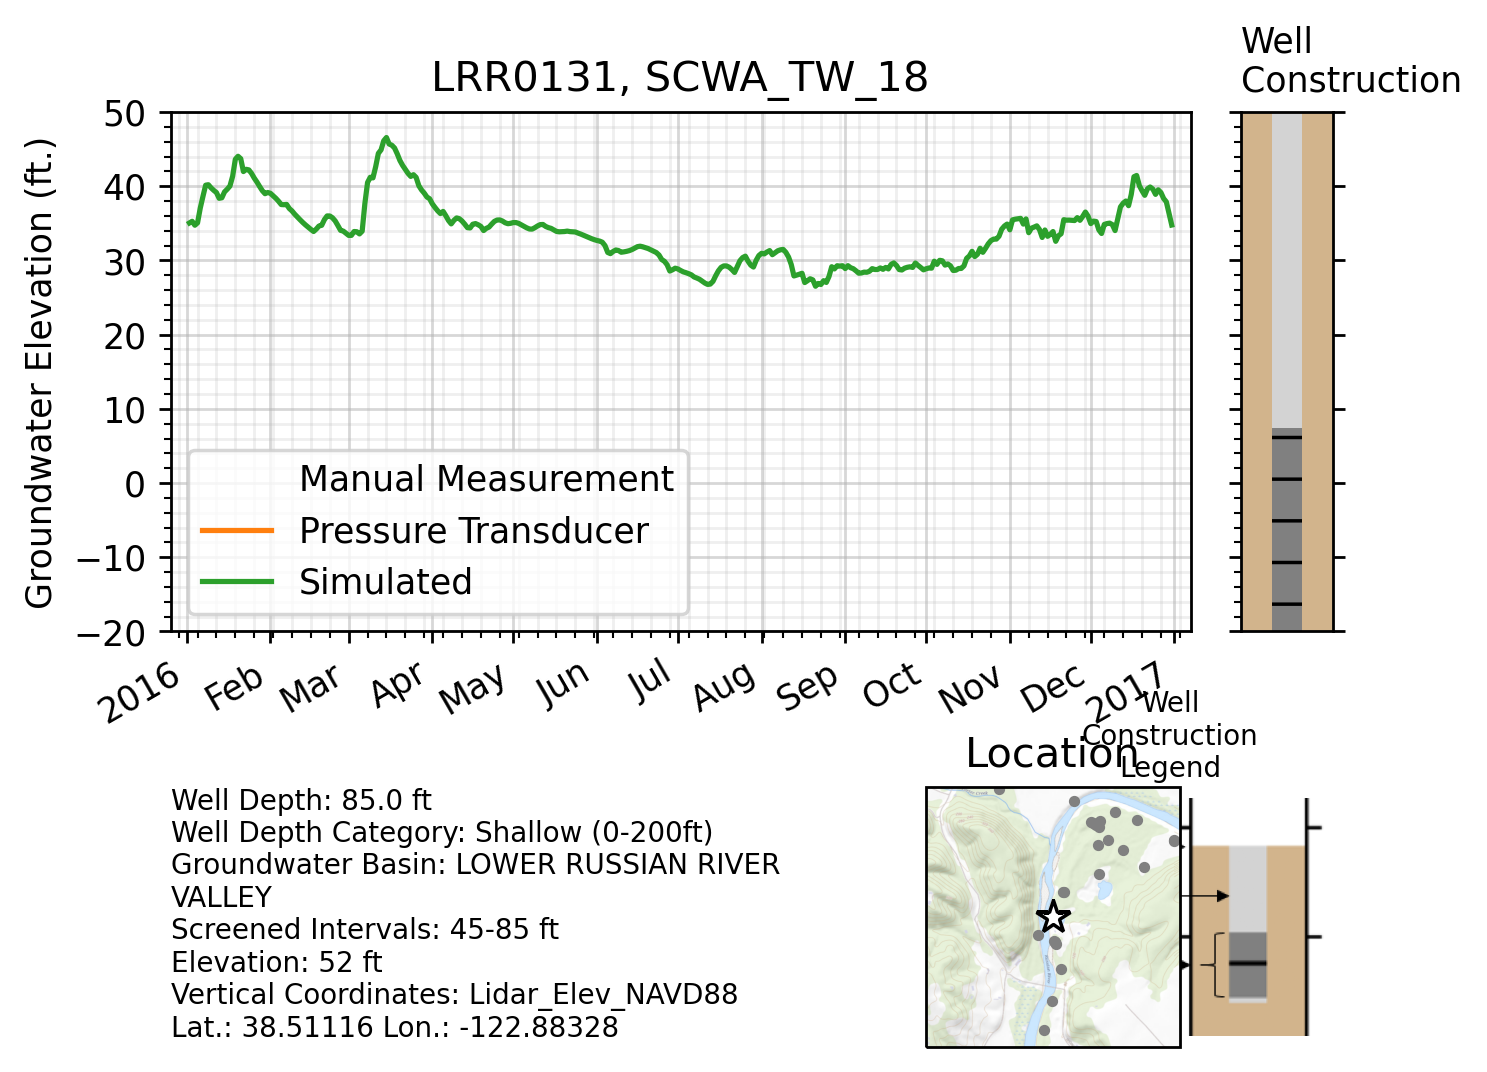 Well
Construction
LRR0131, SCWA_TW_18
Groundwater Elevation (ft.)
50
40
30
20
10
0
−10
−20
Manual Measurement
Pressure Transducer
Simulated
2016
Feb
Mar
Apr
May
Jun
Jul
Aug
Sep
Oct
Nov
Dec
2017
Well
Construction
Legend
Location
Well Depth: 85.0 ft
Well Depth Category: Shallow (0-200ft)
Groundwater Basin: LOWER RUSSIAN RIVER
VALLEY
Screened Intervals: 45-85 ft
Elevation: 52 ft
Vertical Coordinates: Lidar_Elev_NAVD88
Lat.: 38.51116 Lon.: -122.88328